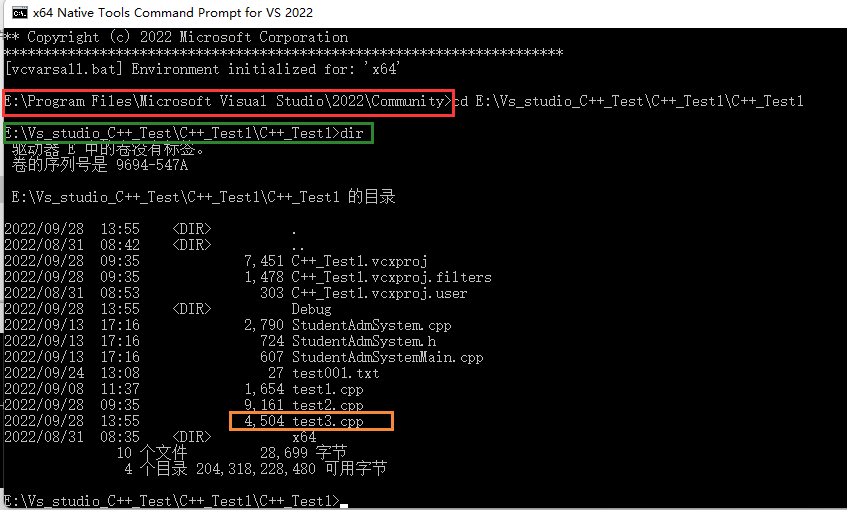 x64 Native Tools Command Prompt for VS 2022
** Copyright (c) 2022 Microsoft Corporation
**********************************************************************
[vcvarsall.bat] Environment initialized for: 'x64'
E:\Program Files\Microsoft Visual Studio\2022\Community>cd E:\Vs_studio_C++_Test\C++_Test1\C++_Test1
E:\Vs_studio_C++_Test\C++_Test1\C++_Test1>dir
驱动器 E 中的卷没有标签。
卷的序列号是 9694-547A
E:\Vs_studio_C++_Test\C++_Test1\C++_Test1 的目录
2022/09/28 13:55 <DIR> .
2022/08/31 08:42 <DIR> ..
2022/09/28 09:35 7,451 C++_Test1.vcxproj
2022/09/28 09:35 1,478 C++_Test1.vcxproj.filters
2022/08/31 08:53 303 C++_Test1.vcxproj.user
2022/09/28 13:55 <DIR> Debug
2022/09/13 17:16 2,790 StudentAdmSystem.cpp
2022/09/13 17:16 724 StudentAdmSystem.h
2022/09/13 17:16 607 StudentAdmSystemMain.cpp
2022/09/24 13:08 27 test001.txt
2022/09/08 11:37 1,654 test1.cpp
2022/09/28 09:35 9,161 test2.cpp
2022/09/28 13:55 4,504 test3.cpp
2022/08/31 08:35 <DIR> x64
10 个文件 28,699 字节
4 个目录 204,318,228,480 可用字节
E:\Vs_studio_C++_Test\C++_Test1\C++_Test1>